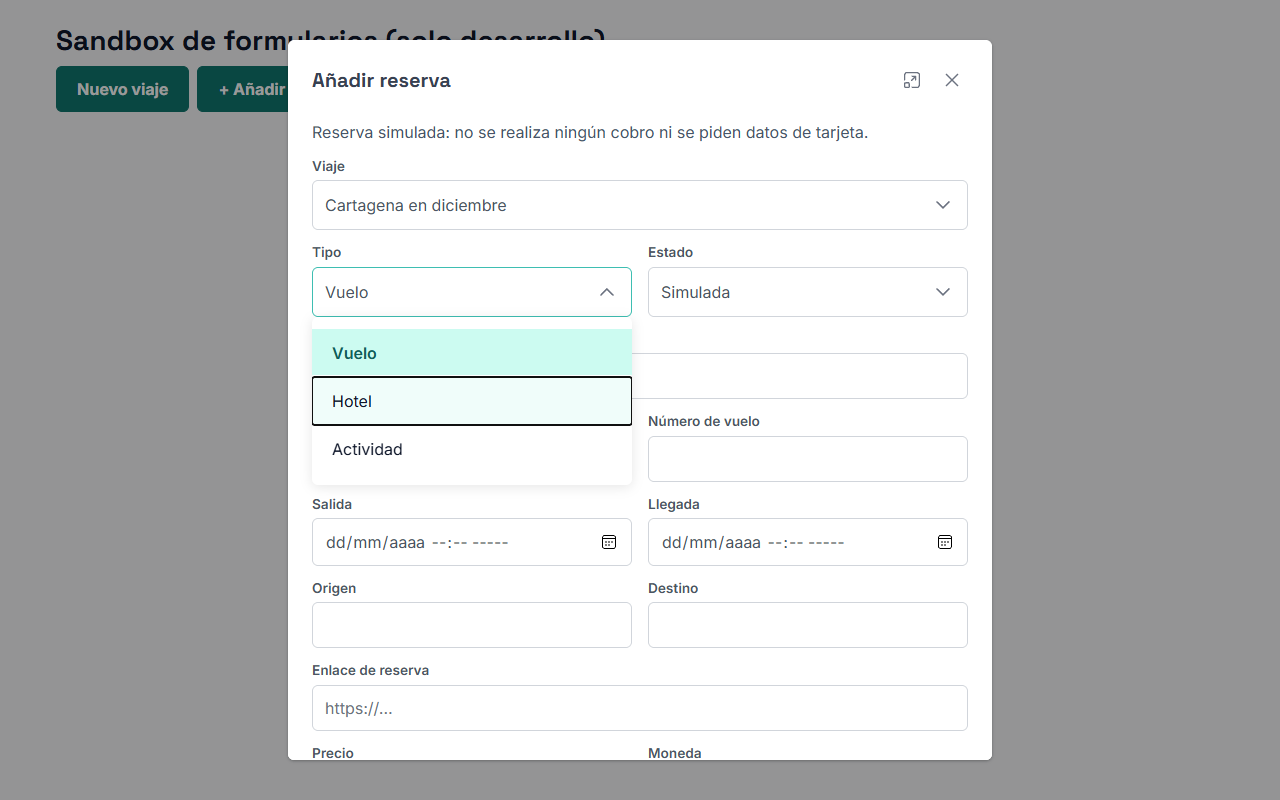 Sandbox de formularios (solo desarrollo)
Nuevo viaje
+ Añadir
Añadir reserva
Reserva simulada: no se realiza ningún cobro ni se piden datos de tarjeta.
Viaje
Cartagena en diciembre
Tipo
Estado
Vuelo
Simulada
Vuelo
Hotel
Actividad
Número de vuelo
Salida
Llegada
dd/mm/aaaa --:-- -----
dd/mm/aaaa --:-- -----
Origen
Destino
Enlace de reserva
https://...
Precio
Moneda